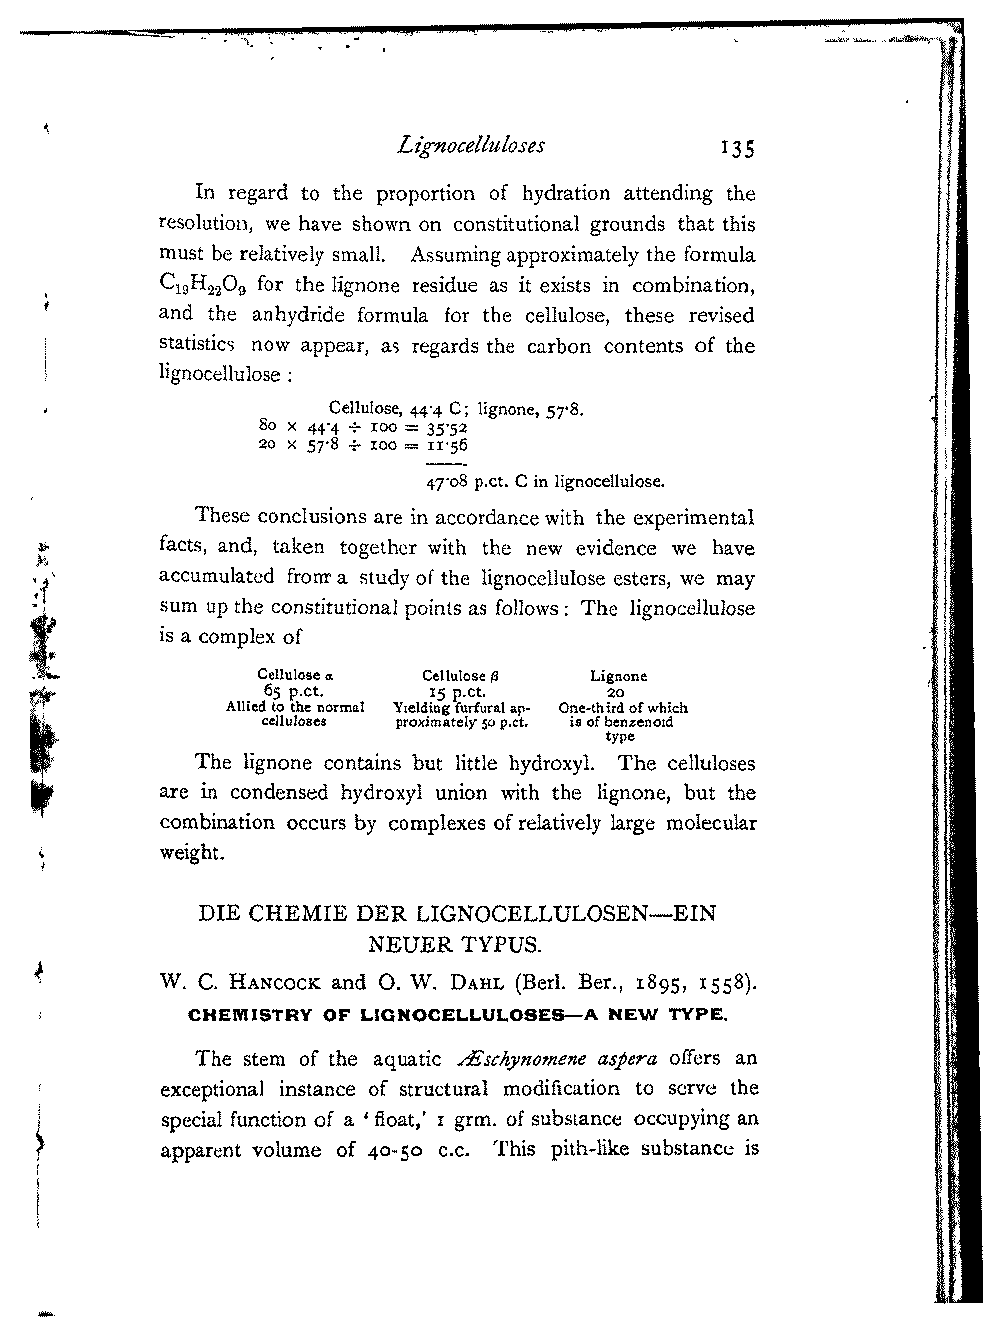 Lignocelluloses 135
In regard to the proportion of hydration attending the
resolution, we have shown on constitutional grounds that this
must be relatively small. Assuming approximately the formula
C₁₉H₂₂O₉ for the lignone residue as it exists in combination,
and the anhydride formula for the cellulose, these revised
statistics now appear, as regards the carbon contents of the
lignocellulose :
Cellulose, 44·4 C; lignone, 57·8.
80 × 44·4 ÷ 100 = 35·52
20 × 57·8 ÷ 100 = 11·56
47·08 p.ct. C in lignocellulose.
These conclusions are in accordance with the experimental
facts, and, taken together with the new evidence we have
accumulated from a study of the lignocellulose esters, we may
sum up the constitutional points as follows : The lignocellulose
is a complex of
Cellulose α Cellulose β Lignone
65 p.ct. 15 p.ct. 20
Allied to the normal Yielding furfural ap- One-third of which
celluloses proximately 50 p.ct. is of benzenoid
type
The lignone contains but little hydroxyl. The celluloses
are in condensed hydroxyl union with the lignone, but the
combination occurs by complexes of relatively large molecular
weight.
DIE CHEMIE DER LIGNOCELLULOSEN—EIN
NEUER TYPUS.
W. C. HANCOCK and O. W. DAHL (Berl. Ber., 1895, 1558).
CHEMISTRY OF LIGNOCELLULOSES—A NEW TYPE.
The stem of the aquatic Æschynomene aspera offers an
exceptional instance of structural modification to serve the
special function of a ‘ float,’ 1 grm. of substance occupying an
apparent volume of 40-50 c.c. This pith-like substance is